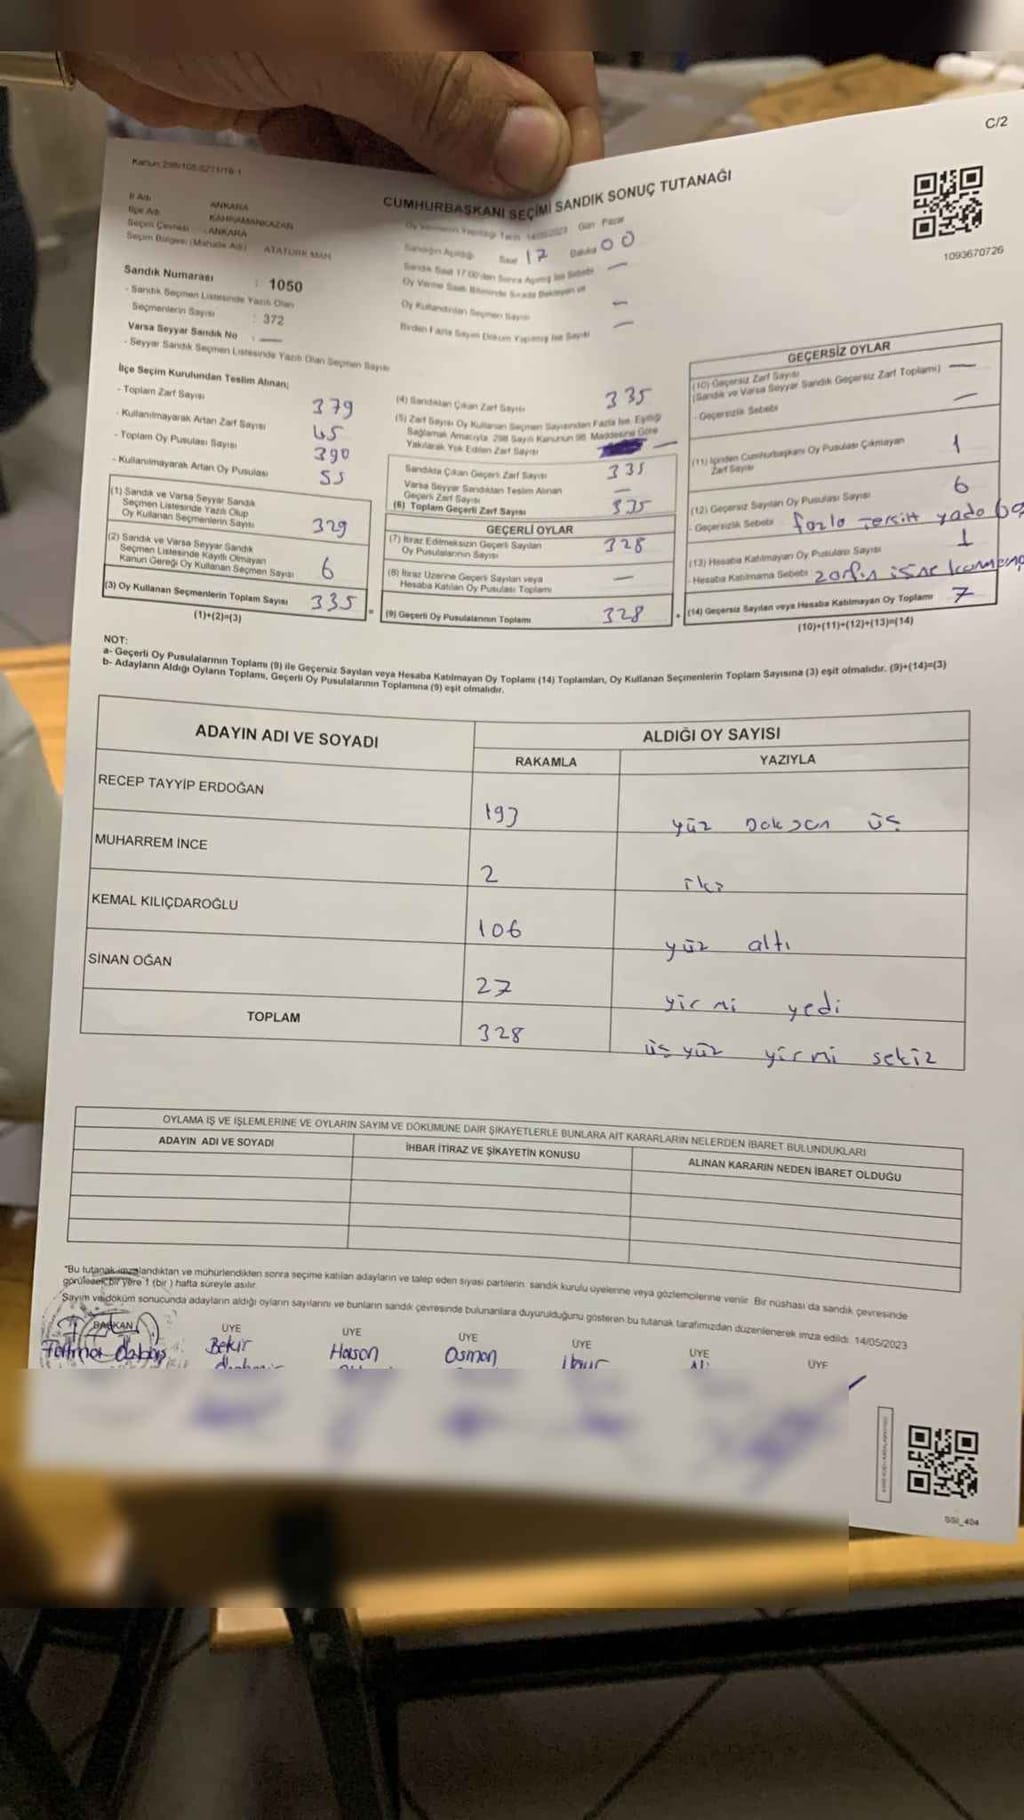 C/2
Kanun 298/105
CUMHURBAŞKANI SEÇİMİ SANDIK SONUÇ TUTANAĞI
1093670726
İl Adı ANKARA
İlçe Adı KAHRAMANKAZAN
Seçim Çevresi : ANKARA
Seçim Bölgesi (Mahalle Adı) ATATÜRK MAH
Oy Vermenin Yapıldığı Tarih 14/05/2023 Gün Pazar
Sandığın Açıldığı Saat 17 Dakika 00
Sandık Numarası : 1050
- Sandık Seçmen Listesinde Yazılı Olan
Seçmenlerin Sayısı : 372
Varsa Seyyar Sandık No : —
- Seyyar Sandık Seçmen Listesinde Yazılı Olan Seçmen Sayısı
Sandık Saat 17:00'den Sonra Açılmış İse Sebebi —
Oy Verme Saati Bitiminde Sırada Bekleyen ve
Oy Kullandırılan Seçmen Sayısı —
Birden Fazla Sayım Döküm Yapılmış İse Sayısı —
İlçe Seçim Kurulundan Teslim Alınan;
- Toplam Zarf Sayısı 379
- Kullanılmayarak Artan Zarf Sayısı 45
- Toplam Oy Pusulası Sayısı 390
- Kullanılmayarak Artan Oy Pusulası 55
(1) Sandık ve Varsa Seyyar Sandık
Seçmen Listesinde Yazılı Olup
Oy Kullanan Seçmenlerin Sayısı 329
(2) Sandık ve Varsa Seyyar Sandık
Seçmen Listesinde Kayıtlı Olmayan
Kanun Gereği Oy Kullanan Seçmen Sayısı 6
(3) Oy Kullanan Seçmenlerin Toplam Sayısı 335
(1)+(2)=(3)
(4) Sandıktan Çıkan Zarf Sayısı 335
(5) Zarf Sayısı Oy Kullanan Seçmen Sayısından Fazla İse, Eşitliği
Sağlamak Amacıyla 298 Sayılı Kanunun 98. Maddesine Göre
Yakılarak Yok Edilen Zarf Sayısı —
Sandıkta Çıkan Geçerli Zarf Sayısı 335
Varsa Seyyar Sandıktan Teslim Alınan
Geçerli Zarf Sayısı —
(6) Toplam Geçerli Zarf Sayısı 335
GEÇERLİ OYLAR
(7) İtiraz Edilmeksizin Geçerli Sayılan
Oy Pusulalarının Sayısı 328
(8) İtiraz Üzerine Geçerli Sayılan veya
Hesaba Katılan Oy Pusulası Toplamı —
(9) Geçerli Oy Pusulalarının Toplamı 328
GEÇERSİZ OYLAR
(10) Geçersiz Zarf Sayısı
(Sandık ve Varsa Seyyar Sandık Geçersiz Zarf Toplamı) —
- Geçersizlik Sebebi —
(11) İçinden Cumhurbaşkanı Oy Pusulası Çıkmayan
Zarf Sayısı 1
(12) Geçersiz Sayılan Oy Pusulası Sayısı 6
- Geçersizlik Sebebi fazla tercih yada
(13) Hesaba Katılmayan Oy Pusulası Sayısı 1
- Hesaba Katılmama Sebebi
(14) Geçersiz Sayılan veya Hesaba Katılmayan Oy Toplamı 7
(10)+(11)+(12)+(13)=(14)
NOT:
a- Geçerli Oy Pusulalarının Toplamı (9) ile Geçersiz Sayılan veya Hesaba Katılmayan Oy Toplamı (14) Toplamları, Oy Kullanan Seçmenlerin Toplam Sayısına (3) eşit olmalıdır. (9)+(14)=(3)
b- Adayların Aldığı Oyların Toplamı, Geçerli Oy Pusulalarının Toplamına (9) eşit olmalıdır.
ADAYIN ADI VE SOYADI ALDIĞI OY SAYISI
RAKAMLA YAZIYLA
RECEP TAYYİP ERDOĞAN 193 yüz Doksan üç
MUHARREM İNCE 2 iki
KEMAL KILIÇDAROĞLU 106 yüz altı
SİNAN OĞAN 27 yirmi yedi
TOPLAM 328 üç yüz yirmi sekiz
OYLAMA İŞ VE İŞLEMLERİNE VE OYLARIN SAYIM VE DÖKÜMÜNE DAİR ŞİKAYETLERLE BUNLARA AİT KARARLARIN NELERDEN İBARET BULUNDUKLARI
ADAYIN ADI VE SOYADI İHBAR İTİRAZ VE ŞİKAYETİN KONUSU ALINAN KARARIN NEDEN İBARET OLDUĞU
"Bu tutanak imzalandıktan ve mühürlendikten sonra seçime katılan adayların ve talep eden siyasi partilerin sandık kurulu üyelerine veya gözlemcilerine verilir. Bir nüshası da sandık çevresinde
görülecek bir yere 1 (bir) hafta süreyle asılır.
Sayım ve döküm sonucunda adayların aldığı oyların sayılarını ve bunların sandık çevresinde bulunanlara duyurulduğunu gösteren bu tutanak tarafımızdan düzenlenerek imza edildi. 14/05/2023
BAŞKAN ÜYE ÜYE ÜYE ÜYE ÜYE ÜYE
Fatma Bekir Hasan Osman
SSI_404